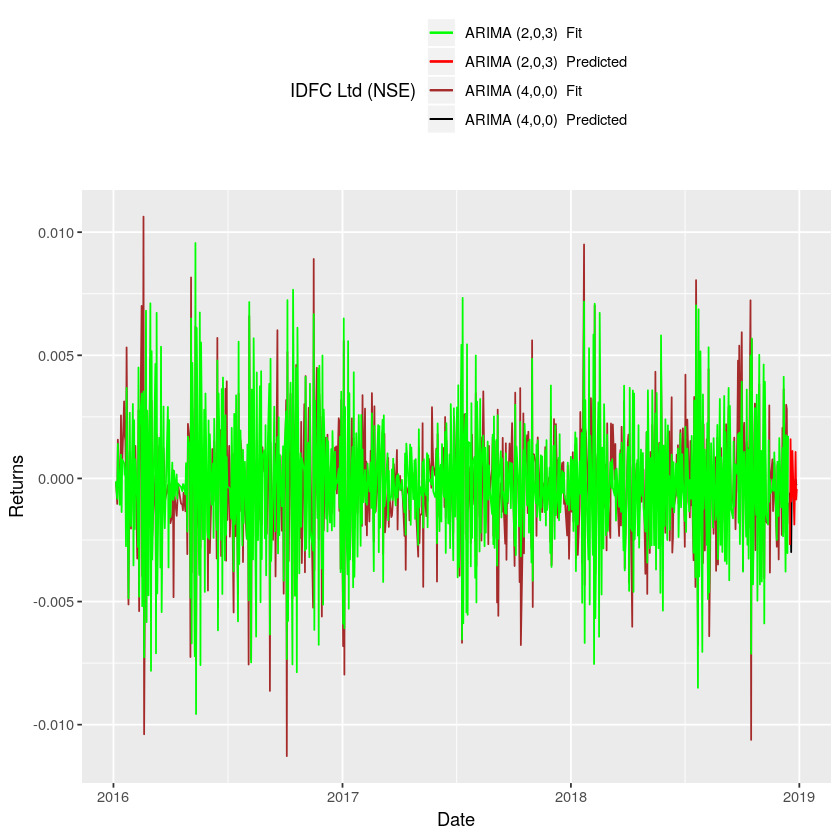 ARIMA (2,0,3)  Fit
ARIMA (2,0,3)  Predicted
IDFC Ltd (NSE)
ARIMA (4,0,0)  Fit
ARIMA (4,0,0)  Predicted
0.010
0.005
0.000
-0.005
-0.010
Returns
2016
2017
2018
2019
Date